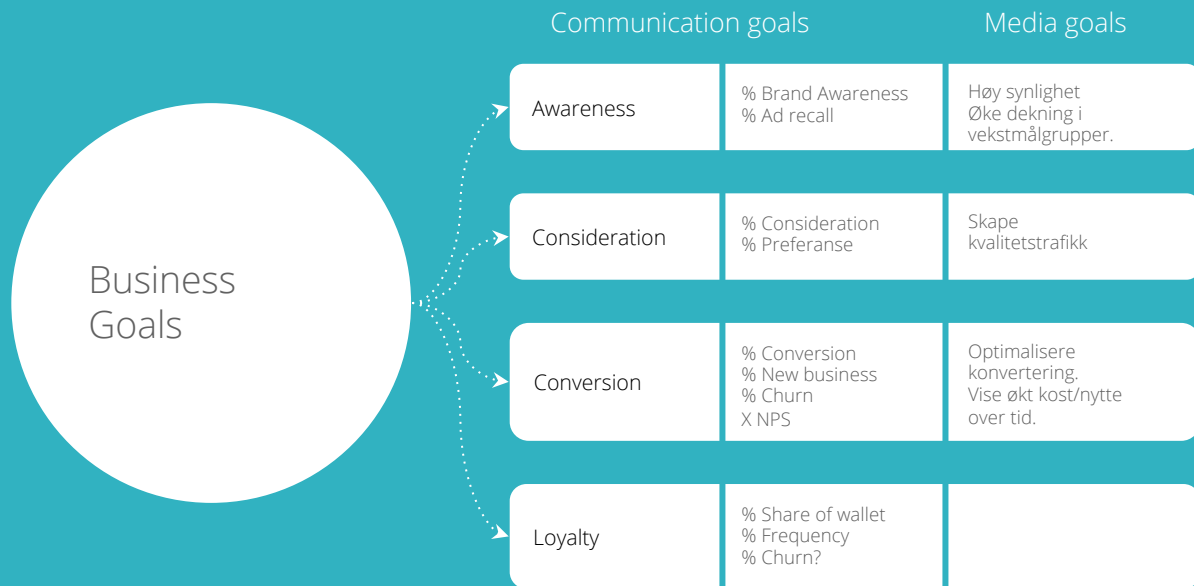 Communication goals
Media goals
Business
Goals
Awareness
% Brand Awareness
% Ad recall
Høy synlighet
Øke dekning i
vekstmålgrupper.
Consideration
% Consideration
% Preferanse
Skape
kvalitetstrafikk
Conversion
% Conversion
% New business
% Churn
X NPS
Optimalisere
konvertering.
Vise økt kost/nytte
over tid.
Loyalty
% Share of wallet
% Frequency
% Churn?